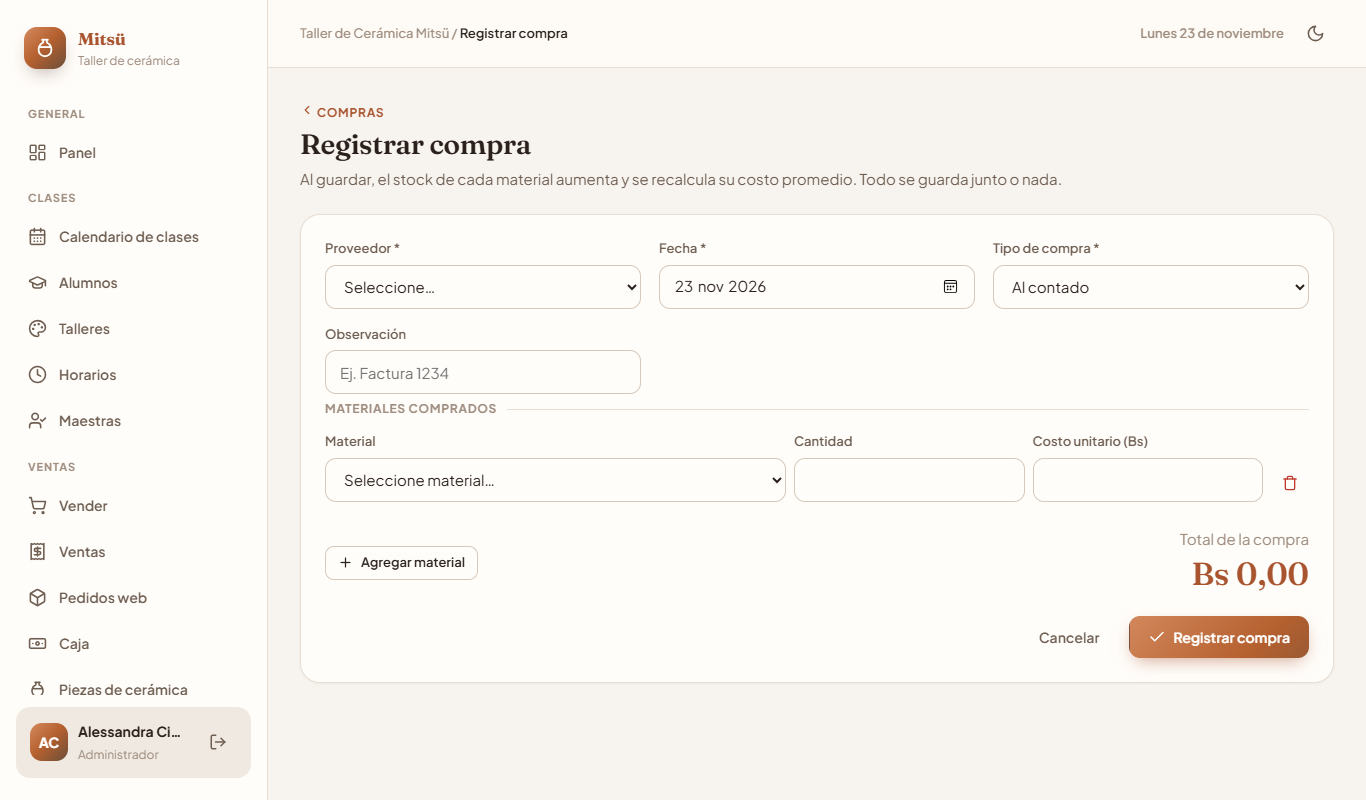 Mitsü
Taller de cerámica
GENERAL
Panel
CLASES
Calendario de clases
Alumnos
Talleres
Horarios
Maestras
VENTAS
Vender
Ventas
Pedidos web
Caja
Piezas de cerámica
AC
Alessandra Ci...
Administrador
Taller de Cerámica Mitsü / Registrar compra
Lunes 23 de noviembre
COMPRAS
Registrar compra
Al guardar, el stock de cada material aumenta y se recalcula su costo promedio. Todo se guarda junto o nada.
Proveedor * Fecha * Tipo de compra *
Seleccione... 23 nov 2026 Al contado
Observación
Ej. Factura 1234
MATERIALES COMPRADOS
Material Cantidad Costo unitario (Bs)
Seleccione material...
Total de la compra
Agregar material
Bs 0,00
Cancelar Registrar compra